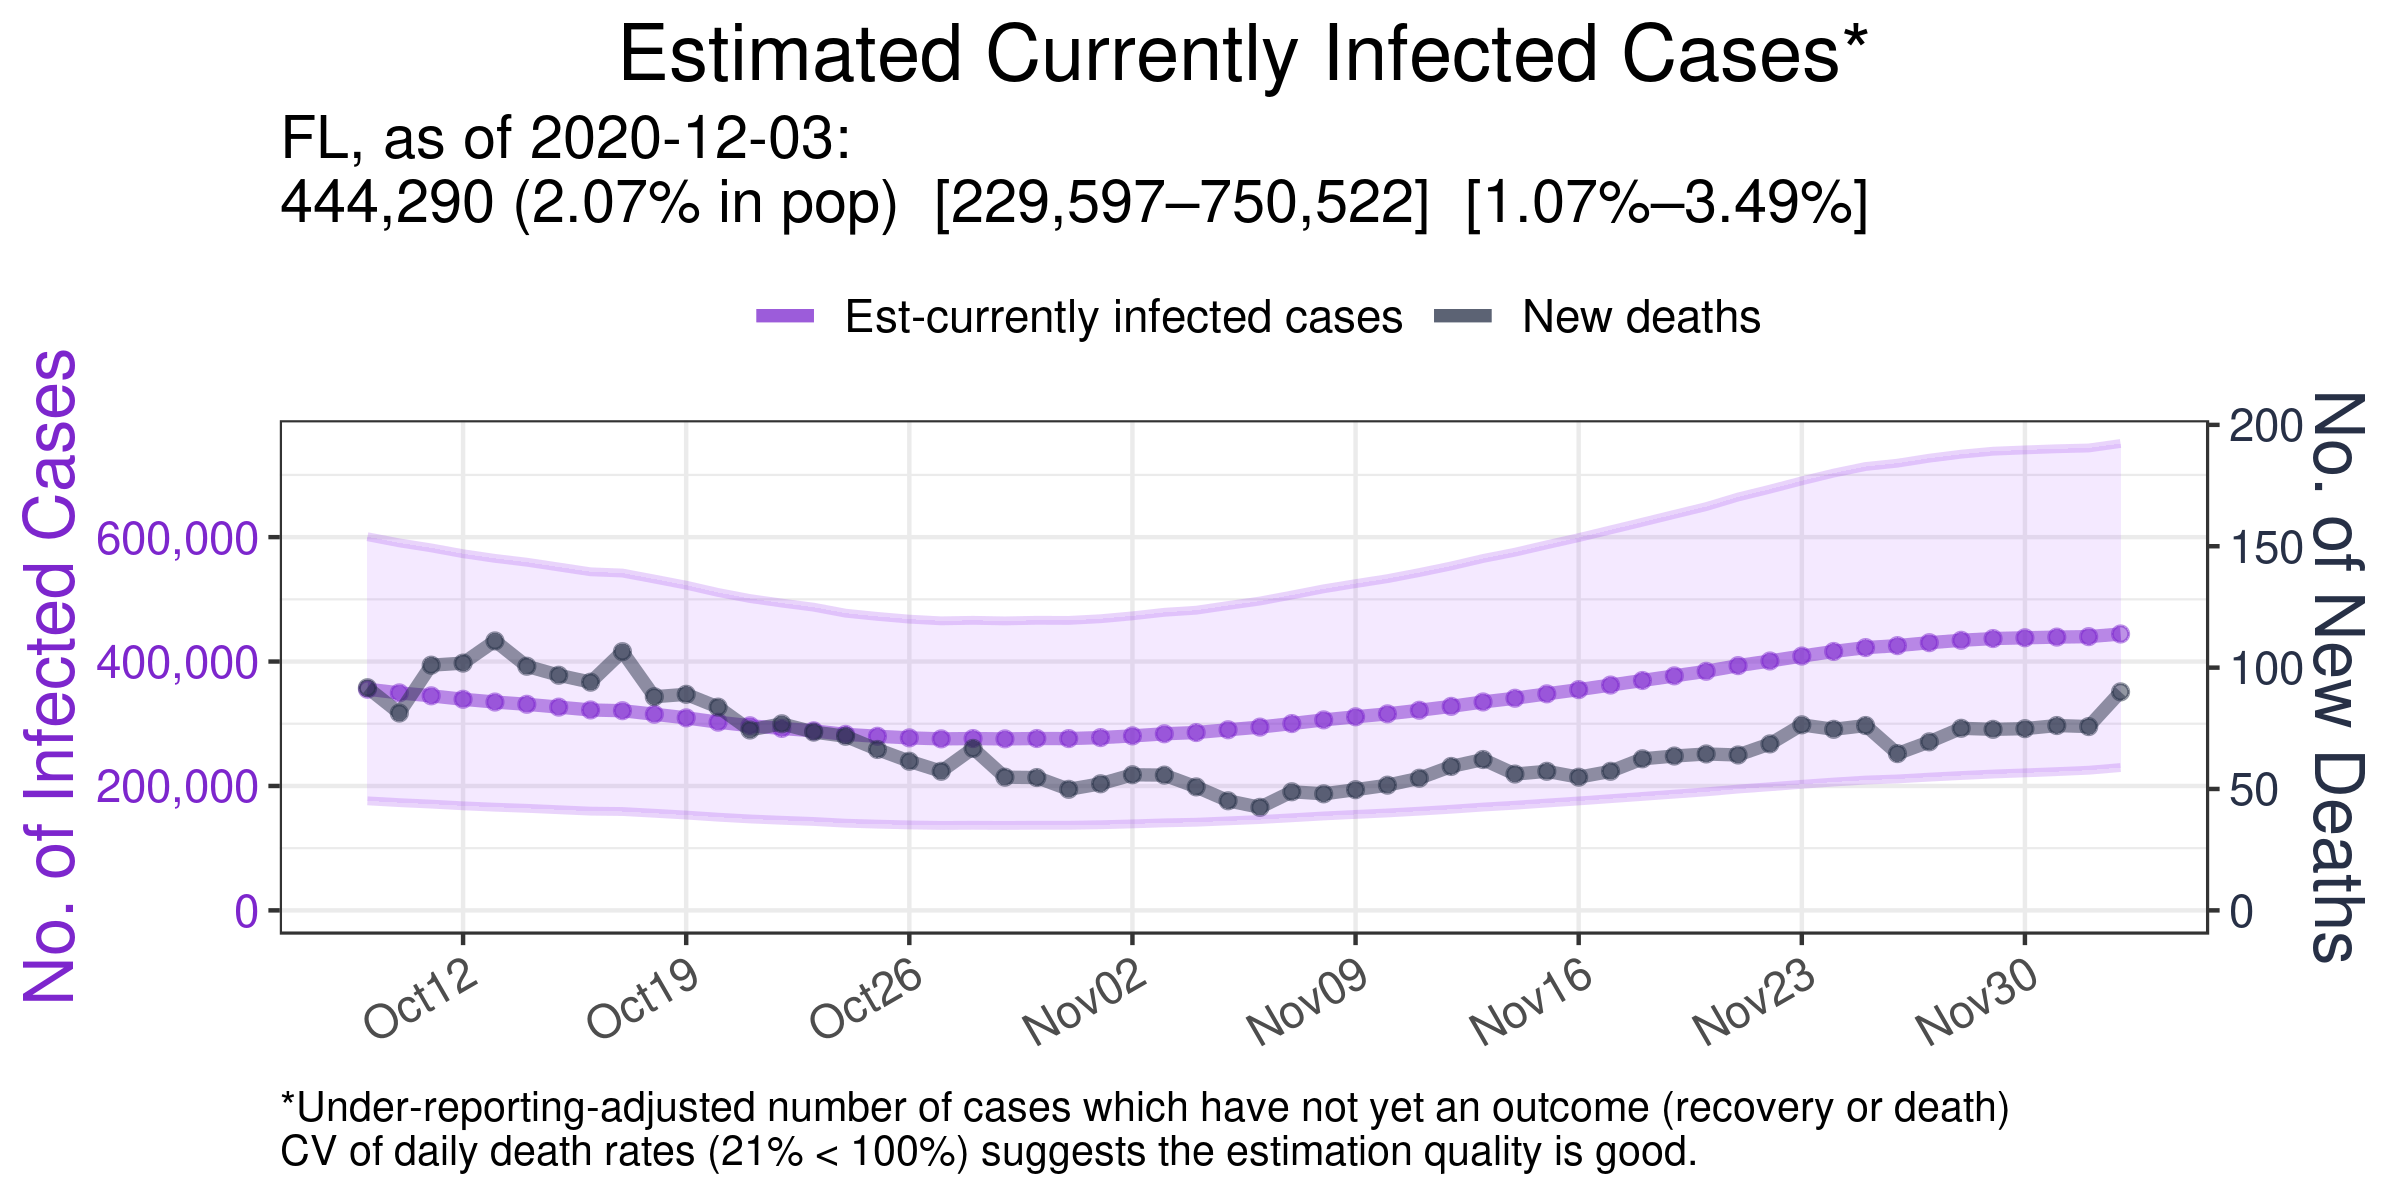 Estimated Currently Infected Cases*
FL, as of 2020-12-03:
444,290 (2.07% in pop)  [229,597–750,522]  [1.07%–3.49%]
Est-currently infected cases
New deaths
No. of Infected Cases
600,000
400,000
200,000
0
200
150
100
50
0
No. of New Deaths
Oct12
Oct19
Oct26
Nov02
Nov09
Nov16
Nov23
Nov30
*Under-reporting-adjusted number of cases which have not yet an outcome (recovery or death)
CV of daily death rates (21% < 100%) suggests the estimation quality is good.